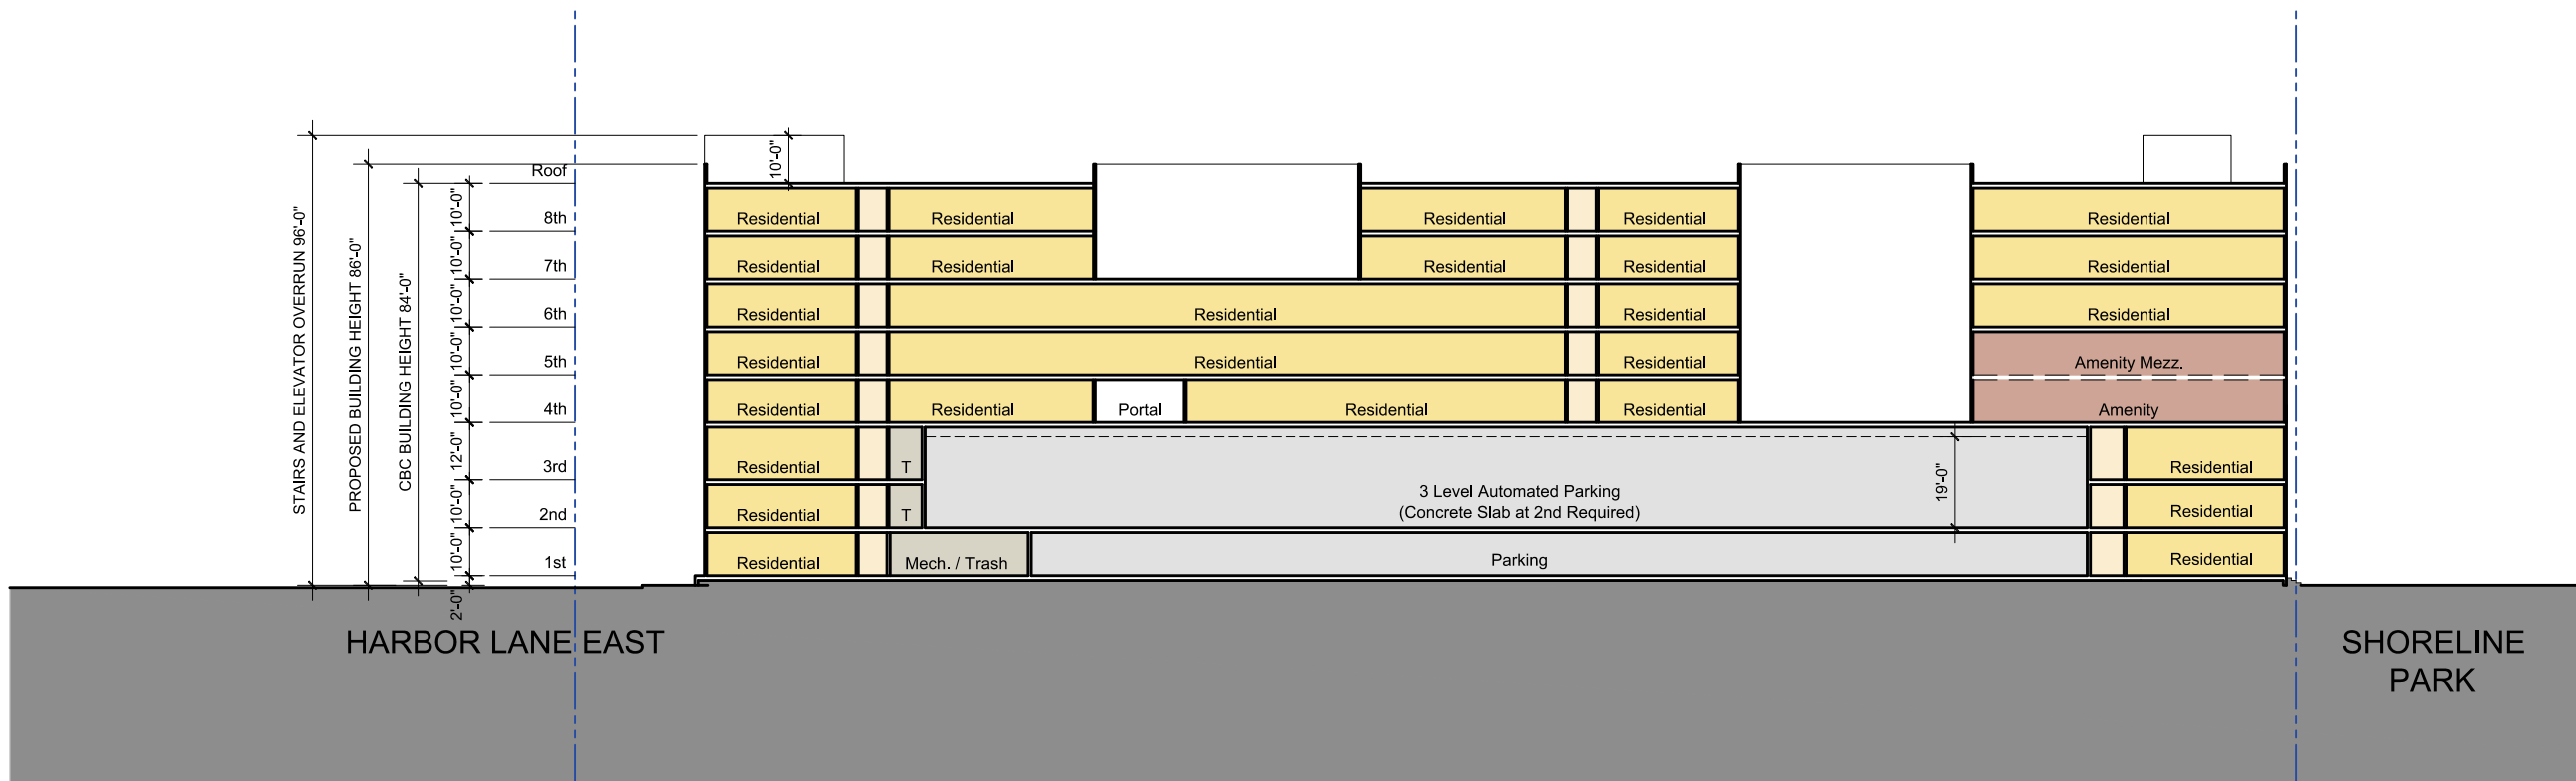 STAIRS AND ELEVATOR OVERRUN 96'-0"
PROPOSED BUILDING HEIGHT 86'-0"
CBC BUILDING HEIGHT 84'-0"
10'-0"
Roof
10'-0"
8th
Residential
Residential
Residential
Residential
Residential
10'-0"
7th
Residential
Residential
Residential
Residential
Residential
10'-0"
6th
Residential
Residential
Residential
Residential
10'-0"
5th
Residential
Residential
Residential
Amenity Mezz.
10'-0"
4th
Residential
Residential
Portal
Residential
Residential
Amenity
12'-0"
3rd
Residential
T
19'-0"
Residential
3 Level Automated Parking
(Concrete Slab at 2nd Required)
10'-0"
2nd
Residential
T
Residential
10'-0"
1st
Residential
Mech. / Trash
Parking
Residential
2'-0"
HARBOR LANE EAST
SHORELINE
PARK